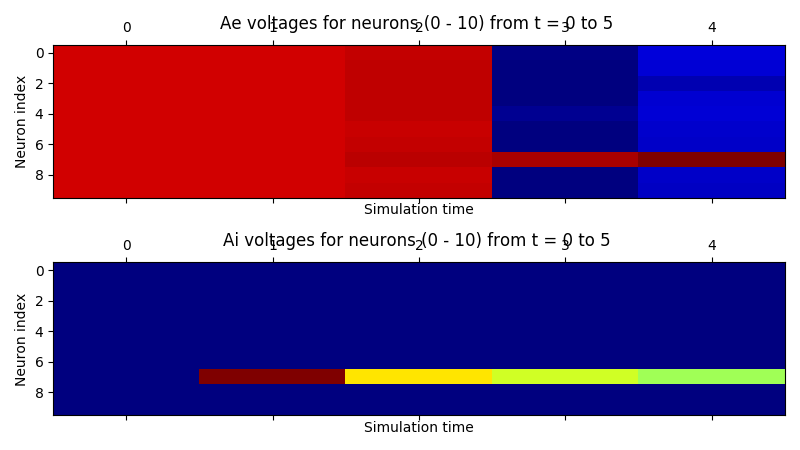 Ae voltages for neurons (0 - 10) from t = 0 to 5
0 1 2 3 4
Neuron index
0
2
4
6
8
Simulation time
Ai voltages for neurons (0 - 10) from t = 0 to 5
0 1 2 3 4
Neuron index
0
2
4
6
8
Simulation time